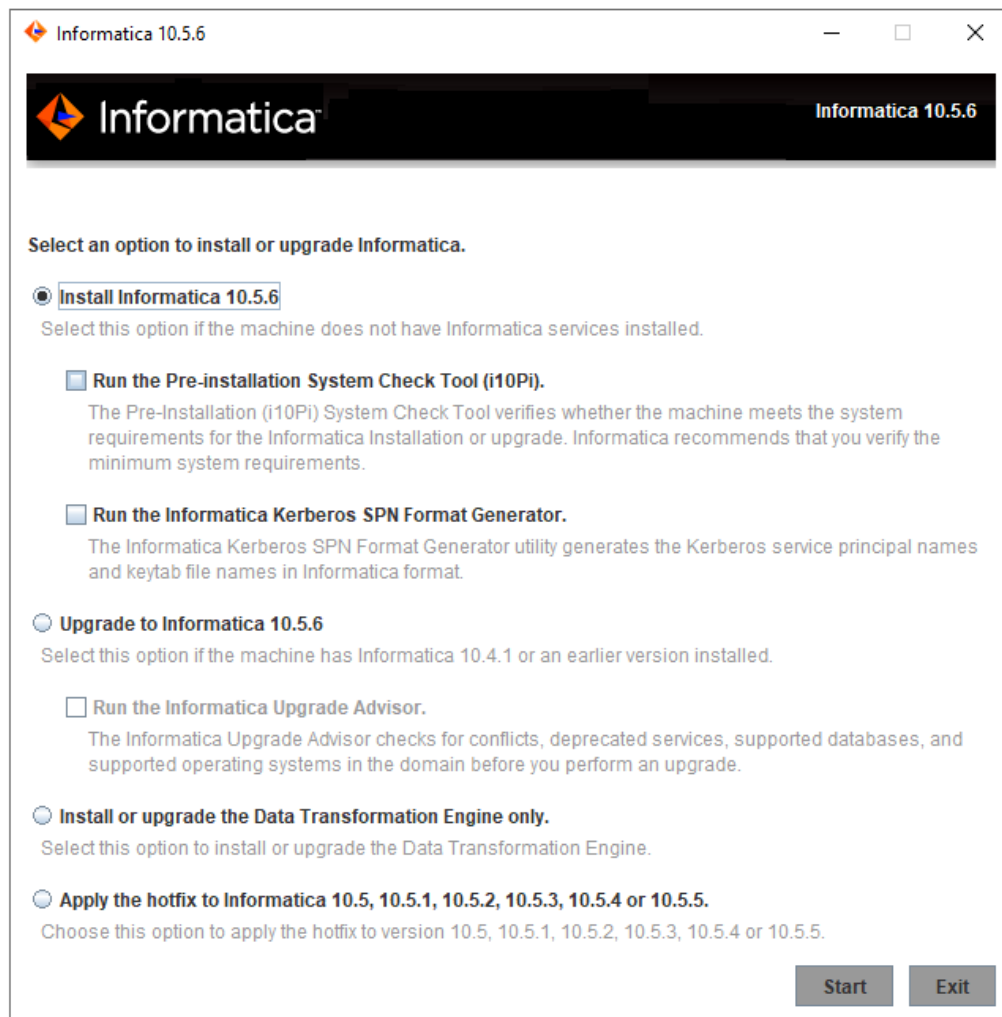 Informatica 10.5.6
Informatica™
Informatica 10.5.6
Select an option to install or upgrade Informatica.
Install Informatica 10.5.6
Select this option if the machine does not have Informatica services installed.
Run the Pre-installation System Check Tool (i10Pi).
The Pre-Installation (i10Pi) System Check Tool verifies whether the machine meets the system
requirements for the Informatica Installation or upgrade. Informatica recommends that you verify the
minimum system requirements.
Run the Informatica Kerberos SPN Format Generator.
The Informatica Kerberos SPN Format Generator utility generates the Kerberos service principal names
and keytab file names in Informatica format.
Upgrade to Informatica 10.5.6
Select this option if the machine has Informatica 10.4.1 or an earlier version installed.
Run the Informatica Upgrade Advisor.
The Informatica Upgrade Advisor checks for conflicts, deprecated services, supported databases, and
supported operating systems in the domain before you perform an upgrade.
Install or upgrade the Data Transformation Engine only.
Select this option to install or upgrade the Data Transformation Engine.
Apply the hotfix to Informatica 10.5, 10.5.1, 10.5.2, 10.5.3, 10.5.4 or 10.5.5.
Choose this option to apply the hotfix to version 10.5, 10.5.1, 10.5.2, 10.5.3, 10.5.4 or 10.5.5.
Start Exit